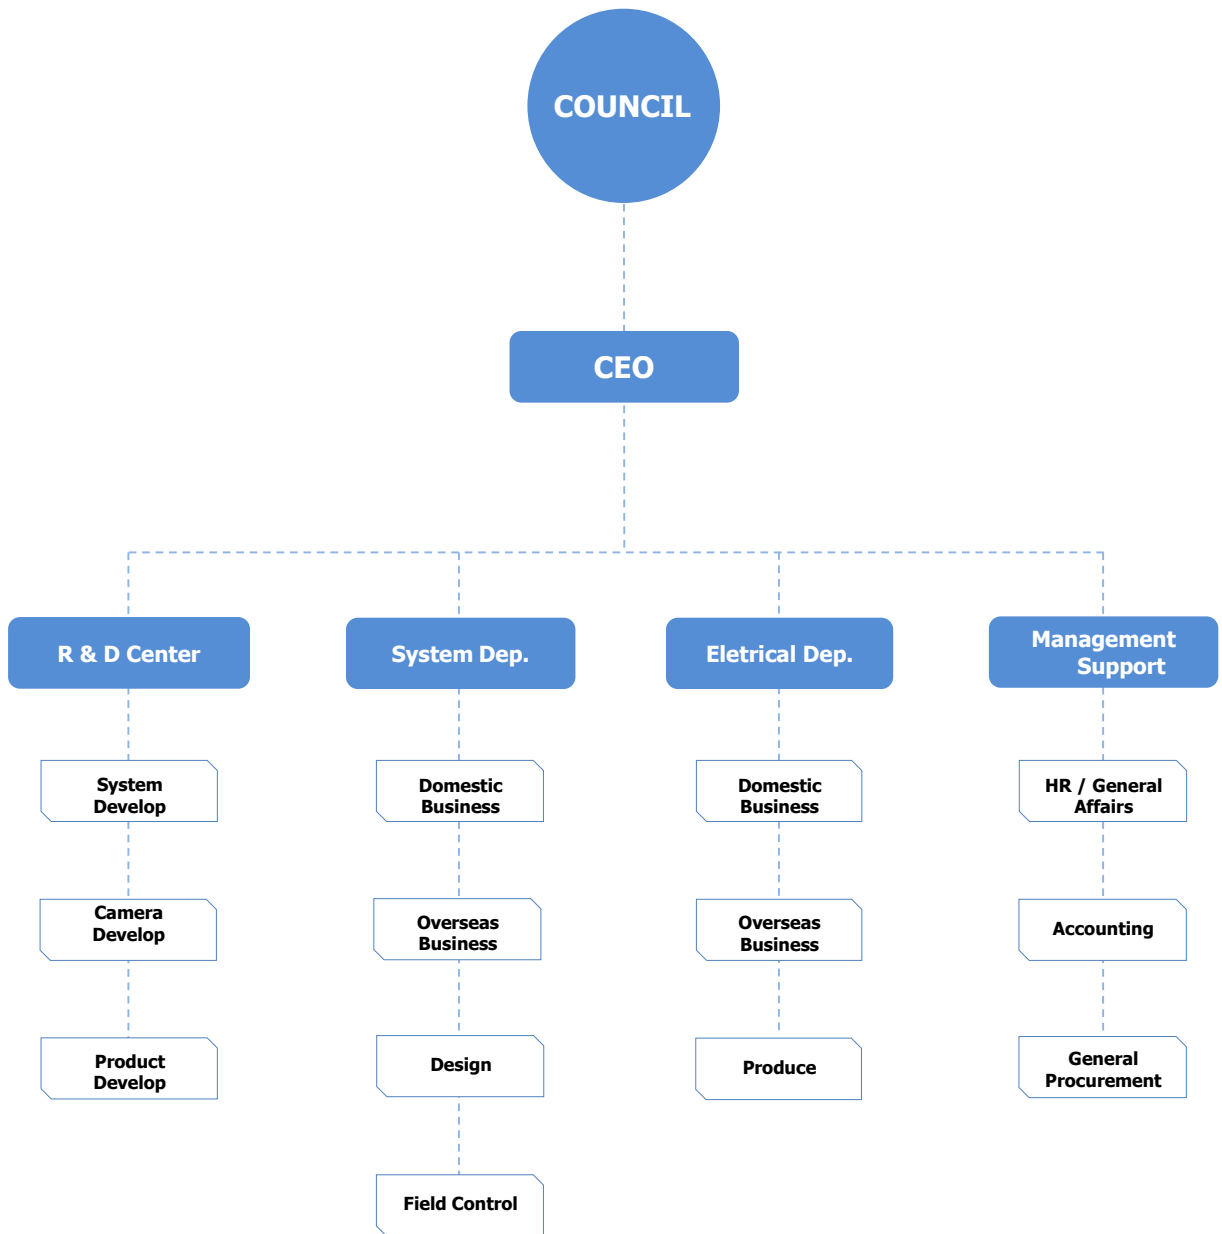 COUNCIL
CEO
R & D Center
System Dep.
Eletrical Dep.
Management
Support
System
Develop
Domestic
Business
Domestic
Business
HR / General
Affairs
Camera
Develop
Overseas
Business
Overseas
Business
Accounting
Product
Develop
Design
Produce
General
Procurement
Field Control